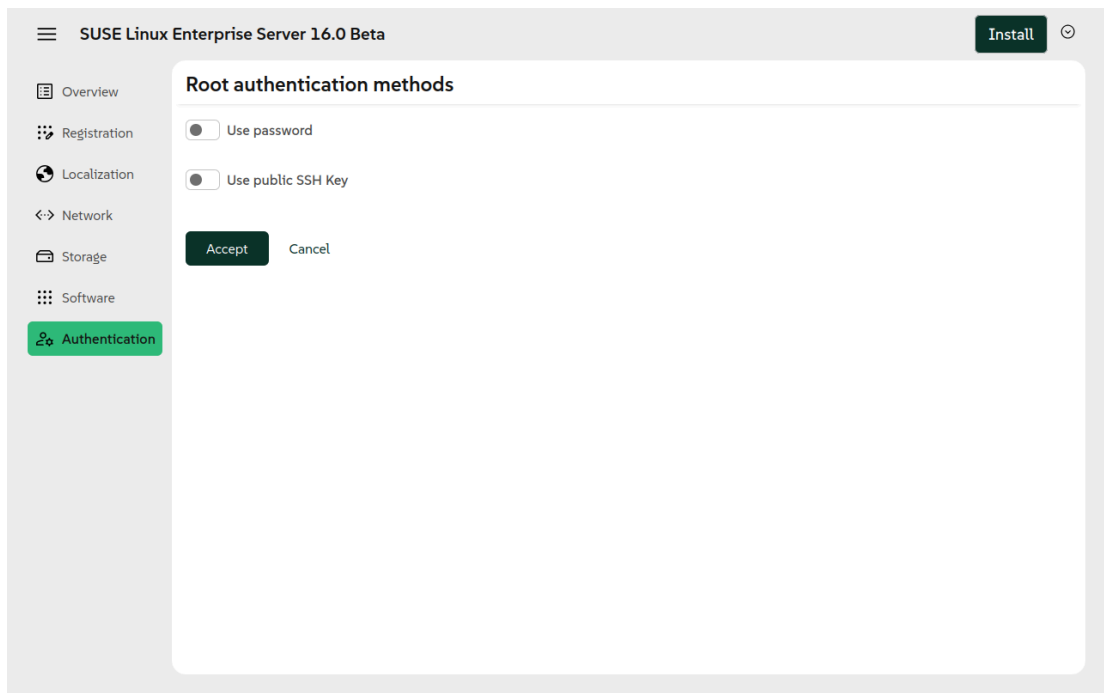 SUSE Linux Enterprise Server 16.0 Beta
Install
Overview
Registration
Localization
Network
Storage
Software
Authentication
Root authentication methods
Use password
Use public SSH Key
Accept Cancel